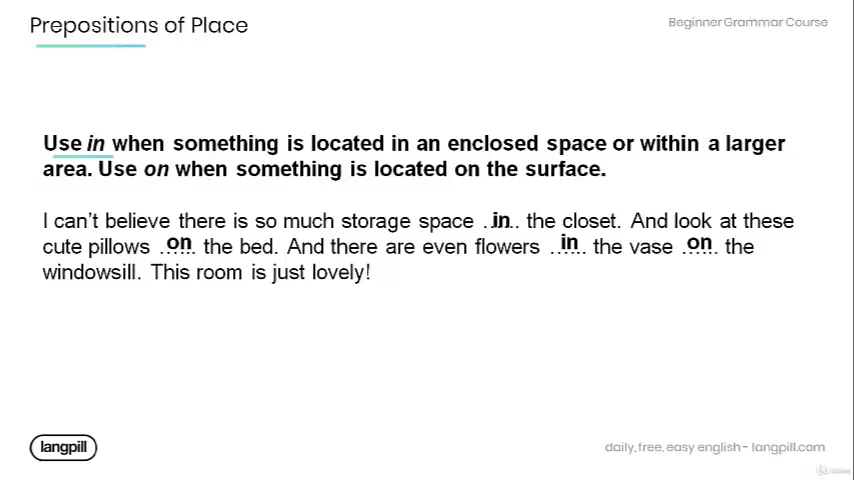 Prepositions of Place
Beginner Grammar Course
Use in when something is located in an enclosed space or within a larger
area. Use on when something is located on the surface.
I can't believe there is so much storage space ..in.. the closet. And look at these
cute pillows ..on.. the bed. And there are even flowers ..in.. the vase ..on.. the
windowsill. This room is just lovely!
langpill
daily, free, easy english - langpill.com